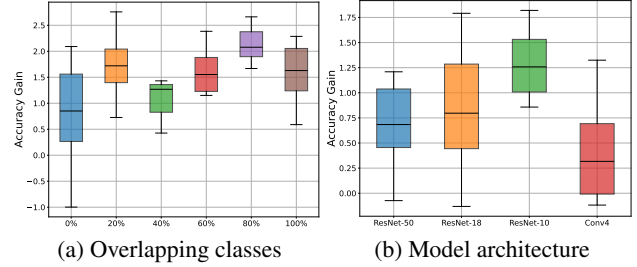 Accuracy Gain
2.5
2.0
1.5
1.0
0.5
0.0
−0.5
−1.0
0% 20% 40% 60% 80% 100%
(a) Overlapping classes
Accuracy Gain
1.75
1.50
1.25
1.00
0.75
0.50
0.25
0.00
ResNet-50 ResNet-18 ResNet-10 Conv4
(b) Model architecture